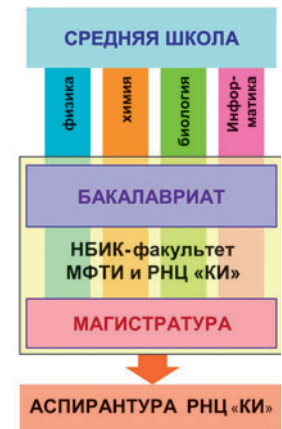 СРЕДНЯЯ ШКОЛА
физика
химия
биология
Инфор-
матика
БАКАЛАВРИАТ
НБИК-факультет
МФТИ и РНЦ «КИ»
МАГИСТРАТУРА
АСПИРАНТУРА РНЦ «КИ»